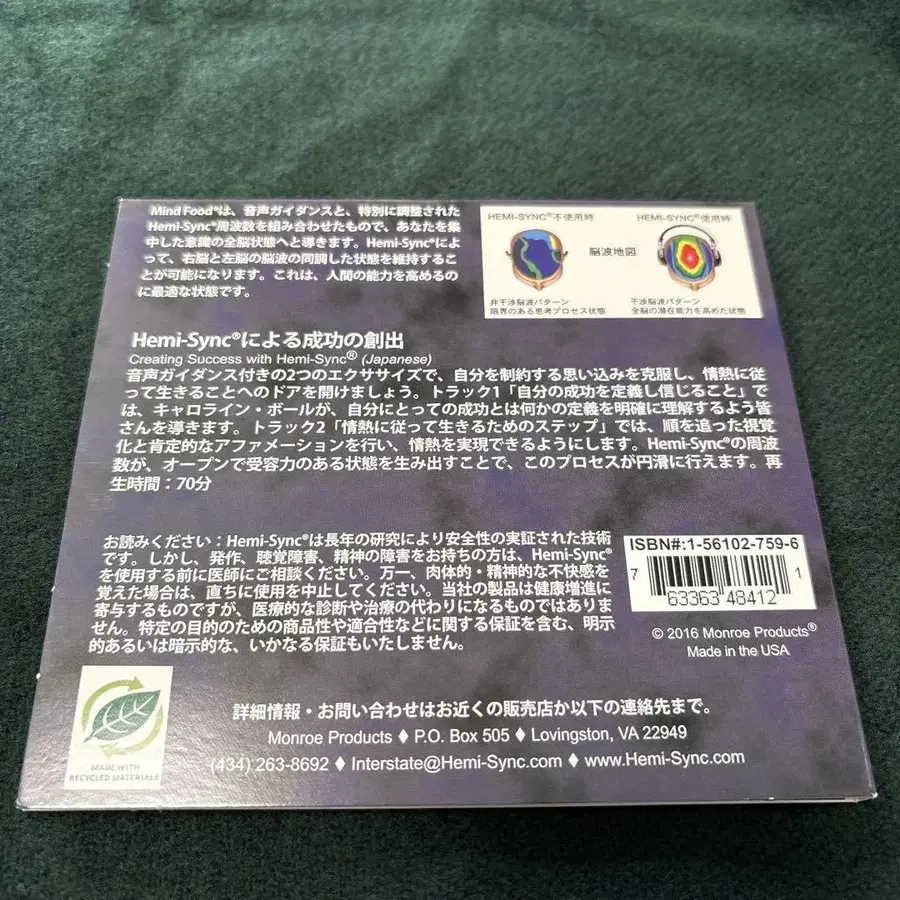 Mind Food®は、音声ガイダンスと、特別に調整された
Hemi-Sync®周波数を組み合わせたもので、あなたを集
中した意識の全脳状態へと導きます。Hemi-Sync®によ
って、右脳と左脳の脳波の同調した状態を維持するこ
とが可能になります。これは、人間の能力を高めるの
に最適な状態です。
HEMI-SYNC®不使用時
HEMI-SYNC®使用時
脳波地図
非干渉脳波パターン
限界のある思考プロセス状態
干渉脳波パターン
全脳の潜在能力を高めた状態
Hemi-Sync®による成功の創出
Creating Success with Hemi-Sync® (Japanese)
音声ガイダンス付きの2つのエクササイズで、自分を制約する思い込みを克服し、情熱に従
って生きることへのドアを開けましょう。トラック1「自分の成功を定義し信じること」で
は、キャロライン・ボールが、自分にとっての成功とは何かの定義を明確に理解するよう皆
さんを導きます。トラック2「情熱に従って生きるためのステップ」では、順を追った視覚
化と肯定的なアファメーションを行い、情熱を実現できるようにします。Hemi-Sync®の周波
数が、オープンで受容力のある状態を生み出すことで、このプロセスが円滑に行えます。再
生時間：70分
お読みください：Hemi-Sync®は長年の研究により安全性の実証された技術
です。しかし、発作、聴覚障害、精神の障害をお持ちの方は、Hemi-Sync®
を使用する前に医師にご相談ください。万一、肉体的・精神的な不快感を
覚えた場合は、直ちに使用を中止してください。当社の製品は健康増進に
寄与するものですが、医療的な診断や治療の代わりになるものではありま
せん。特定の目的のための商品性や適合性などに関する保証を含む、明示
的あるいは暗示的な、いかなる保証もいたしません。
ISBN#:1-56102-759-6
7 63363 48412 1
© 2016 Monroe Products®
Made in the USA
MADE WITH
RECYCLED MATERIALS
詳細情報・お問い合わせはお近くの販売店か以下の連絡先まで。
Monroe Products ♦ P.O. Box 505 ♦ Lovingston, VA 22949
(434) 263-8692 ♦ Interstate@Hemi-Sync.com ♦ www.Hemi-Sync.com